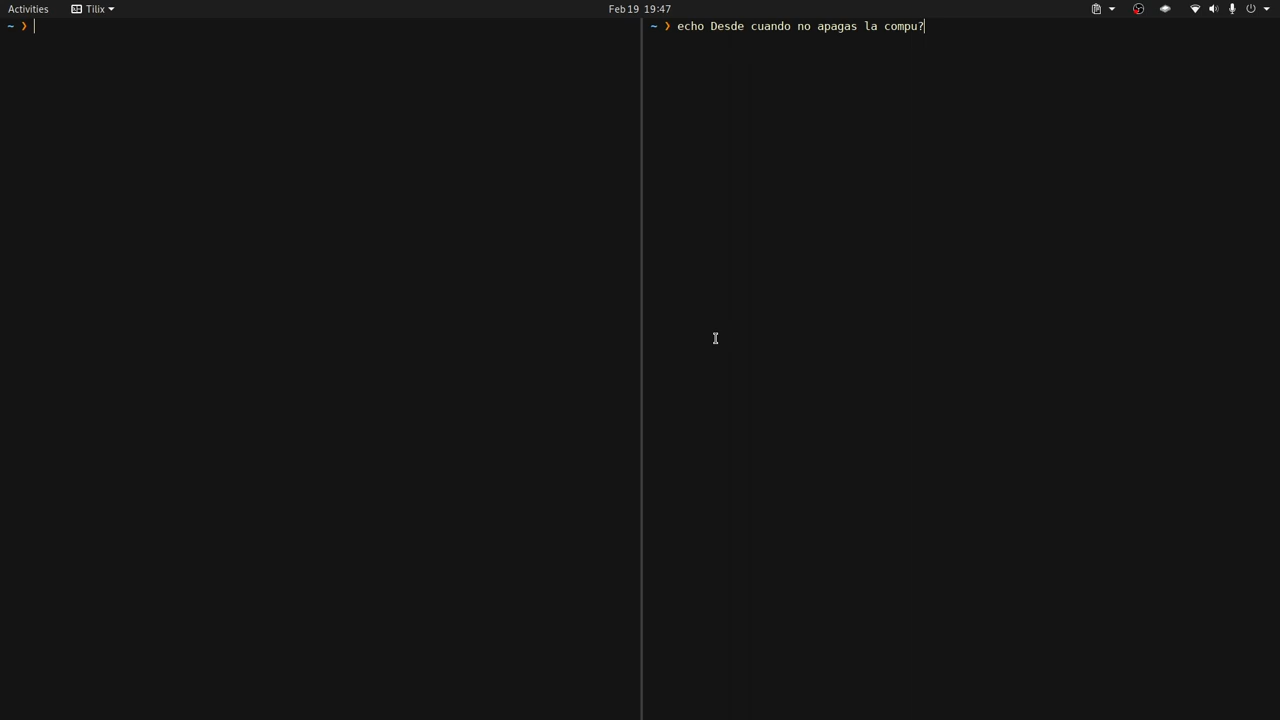 Activities Tilix Feb 19 19:47
~ ❯
~ ❯ echo Desde cuando no apagas la compu?